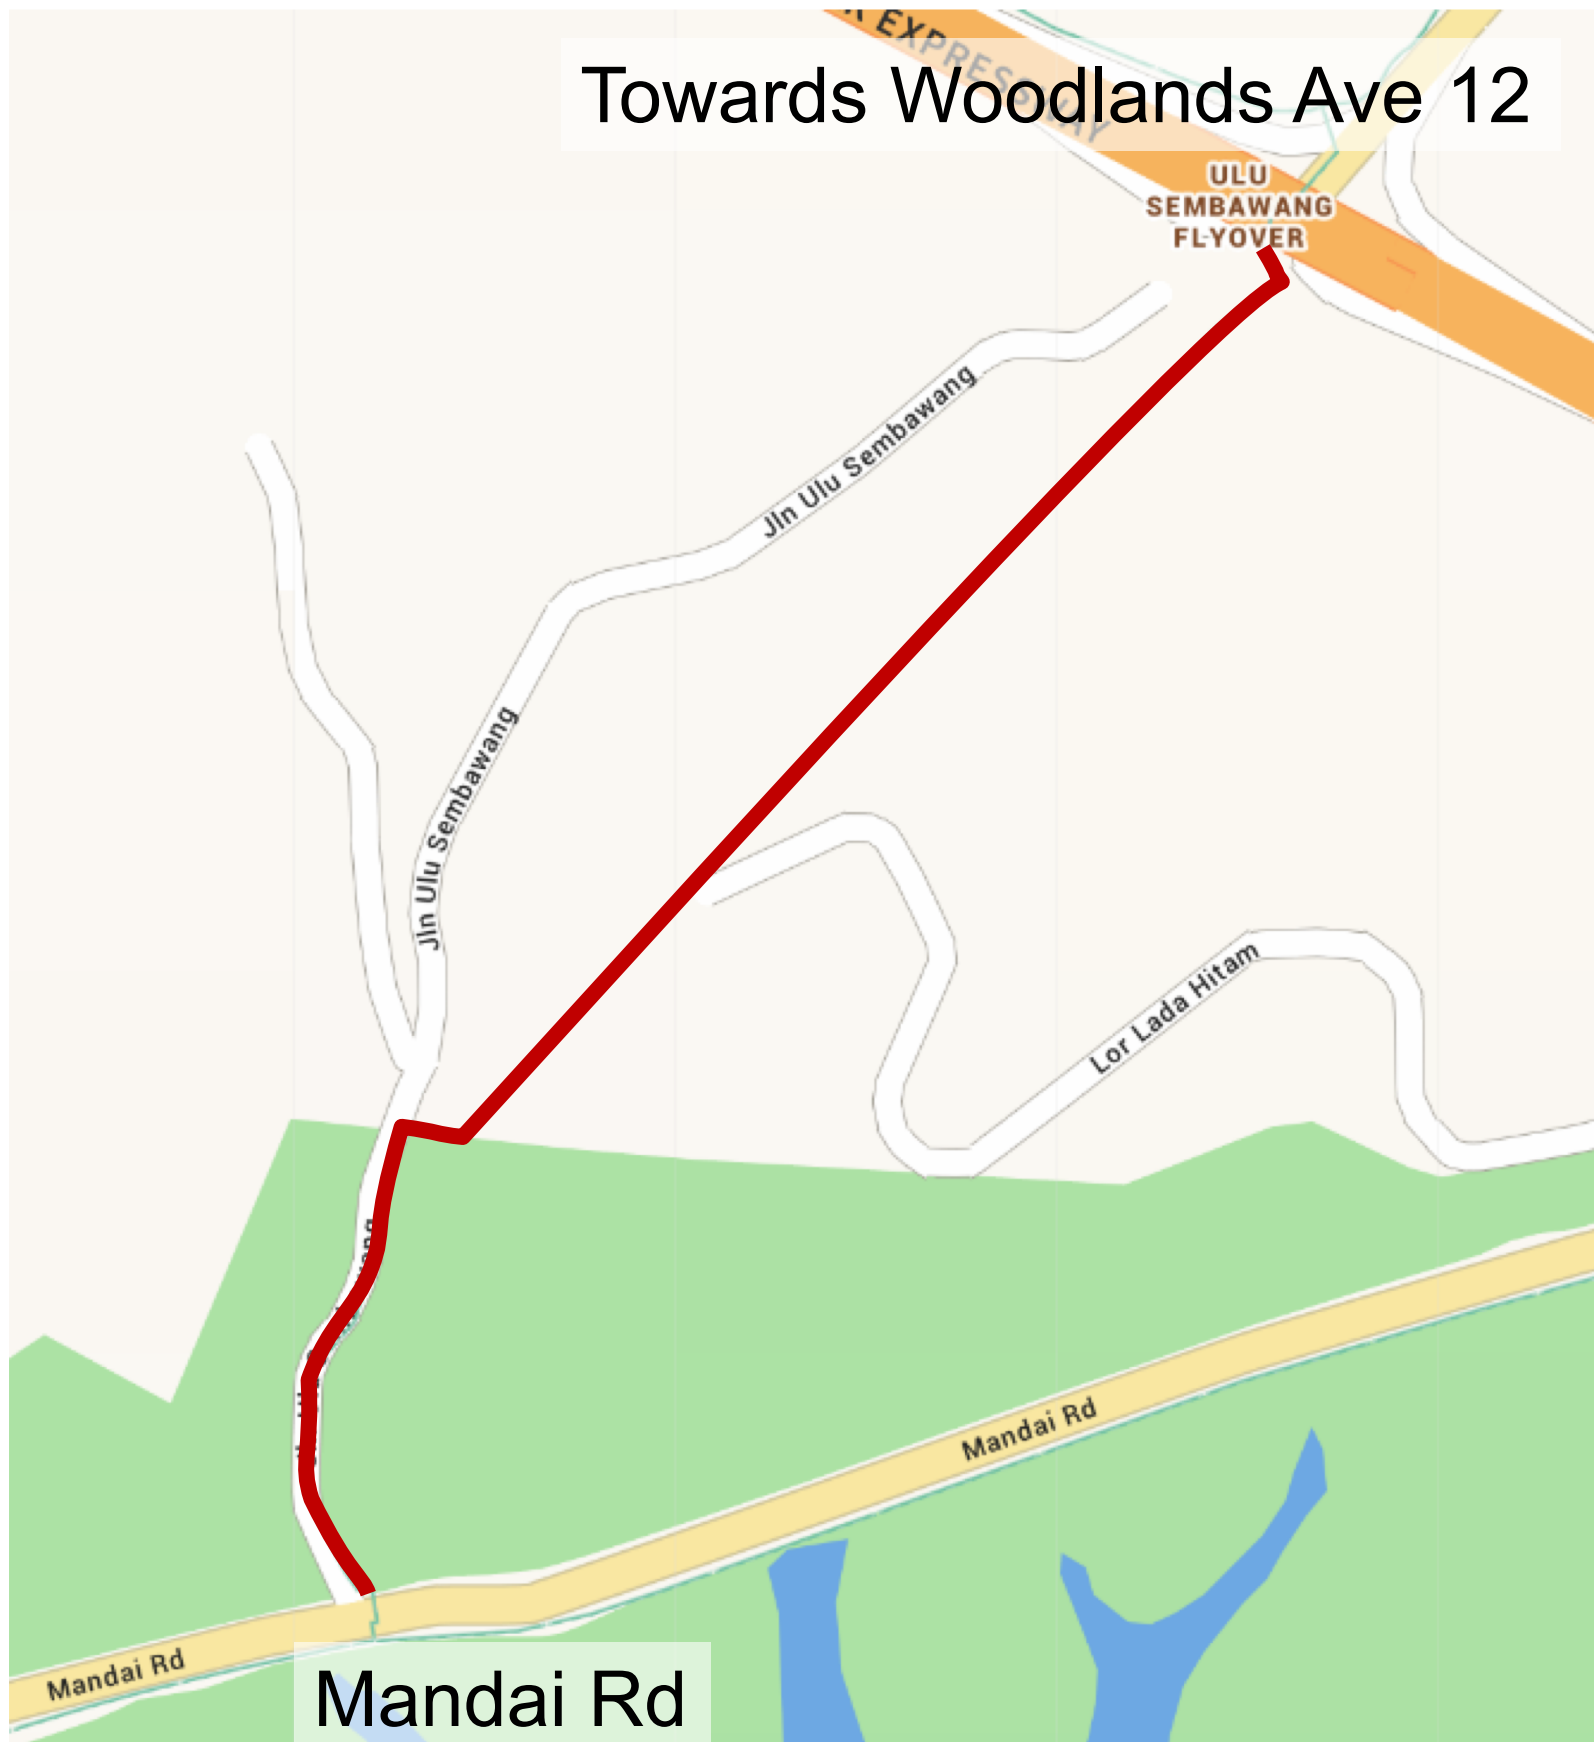 EXPRESSWAY
Towards Woodlands Ave 12
ULU
SEMBAWANG
FLYOVER
Jln Ulu Sembawang
Jln Ulu Sembawang
Lor Lada Hitam
Mandai Rd
Mandai Rd
Mandai Rd